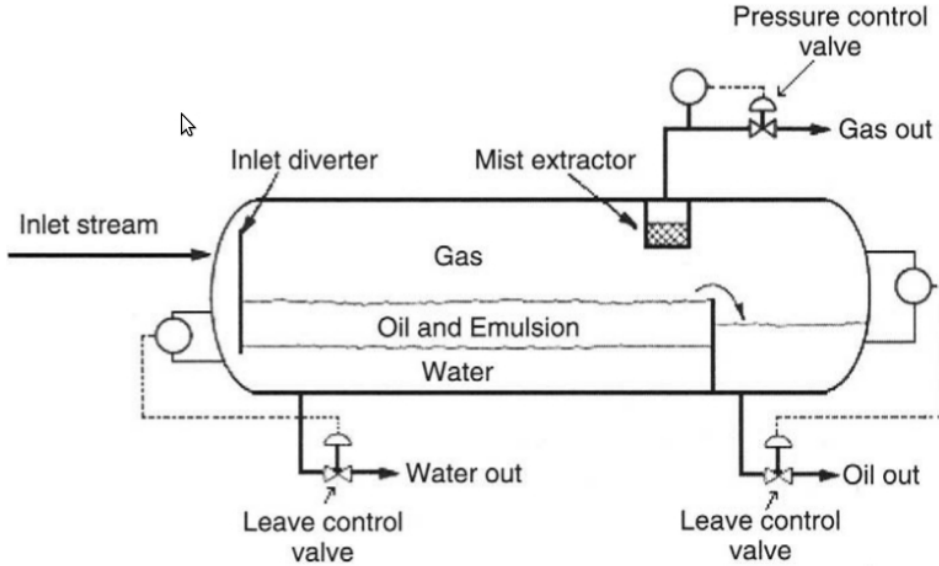 Pressure control
valve
Gas out
Inlet diverter
Mist extractor
Inlet stream
Gas
Oil and Emulsion
Water
Water out
Oil out
Leave control
valve
Leave control
valve